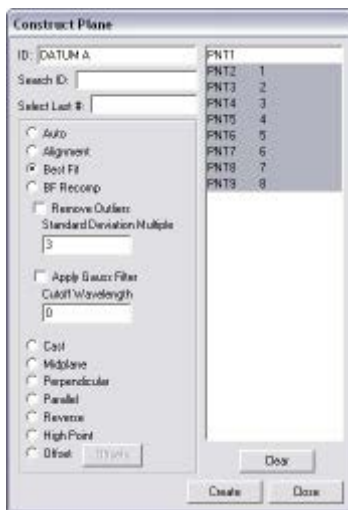 Construct Plane
ID: DATUM A
Search ID:
Select Last #:
Auto
Alignment
Best Fit
BF Recomp
Remove Outliers
Standard Deviation Multiple
3
Apply Gauss Filter
Cutoff Wavelength
0
Cast
Midplane
Perpendicular
Parallel
Reverse
High Point
Offset Offsets
PNT1
PNT2 1
PNT3 2
PNT4 3
PNT5 4
PNT6 5
PNT7 6
PNT8 7
PNT9 8
Clear
Create Close